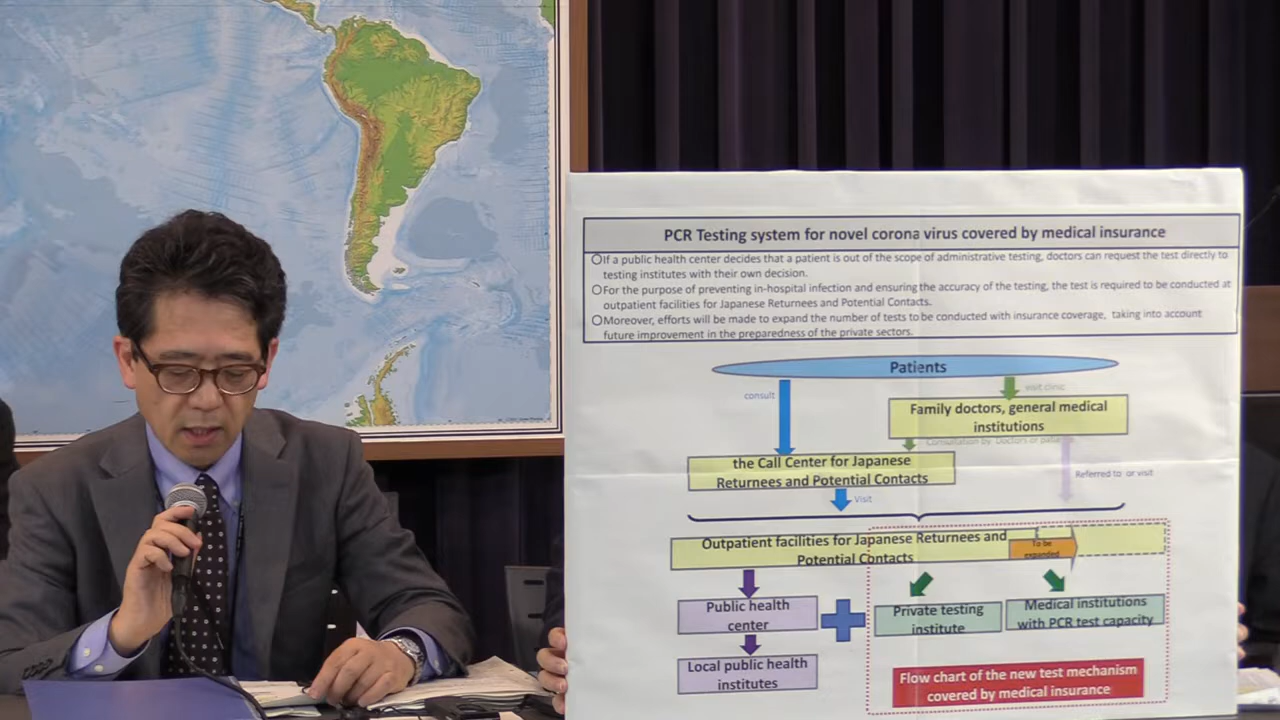 PCR Testing system for novel corona virus covered by medical insurance
○If a public health center decides that a patient is out of the scope of administrative testing, doctors can request the test directly to
testing institutes with their own decision.
○For the purpose of preventing in-hospital infection and ensuring the accuracy of the testing, the test is required to be conducted at
outpatient facilities for Japanese Returnees and Potential Contacts.
○Moreover, efforts will be made to expand the number of tests to be conducted with insurance coverage, taking into account
future improvement in the preparedness of the private sectors.
Patients
consult
visit clinic
Family doctors, general medical
institutions
Consultation by Doctors or
the Call Center for Japanese
Returnees and Potential Contacts
Referred to or visit
Visit
Outpatient facilities for Japanese Returnees and
Potential Contacts
To be
expanded
Public health
center
Private testing
institute
Medical institutions
with PCR test capacity
Local public health
institutes
Flow chart of the new test mechanism
covered by medical insurance